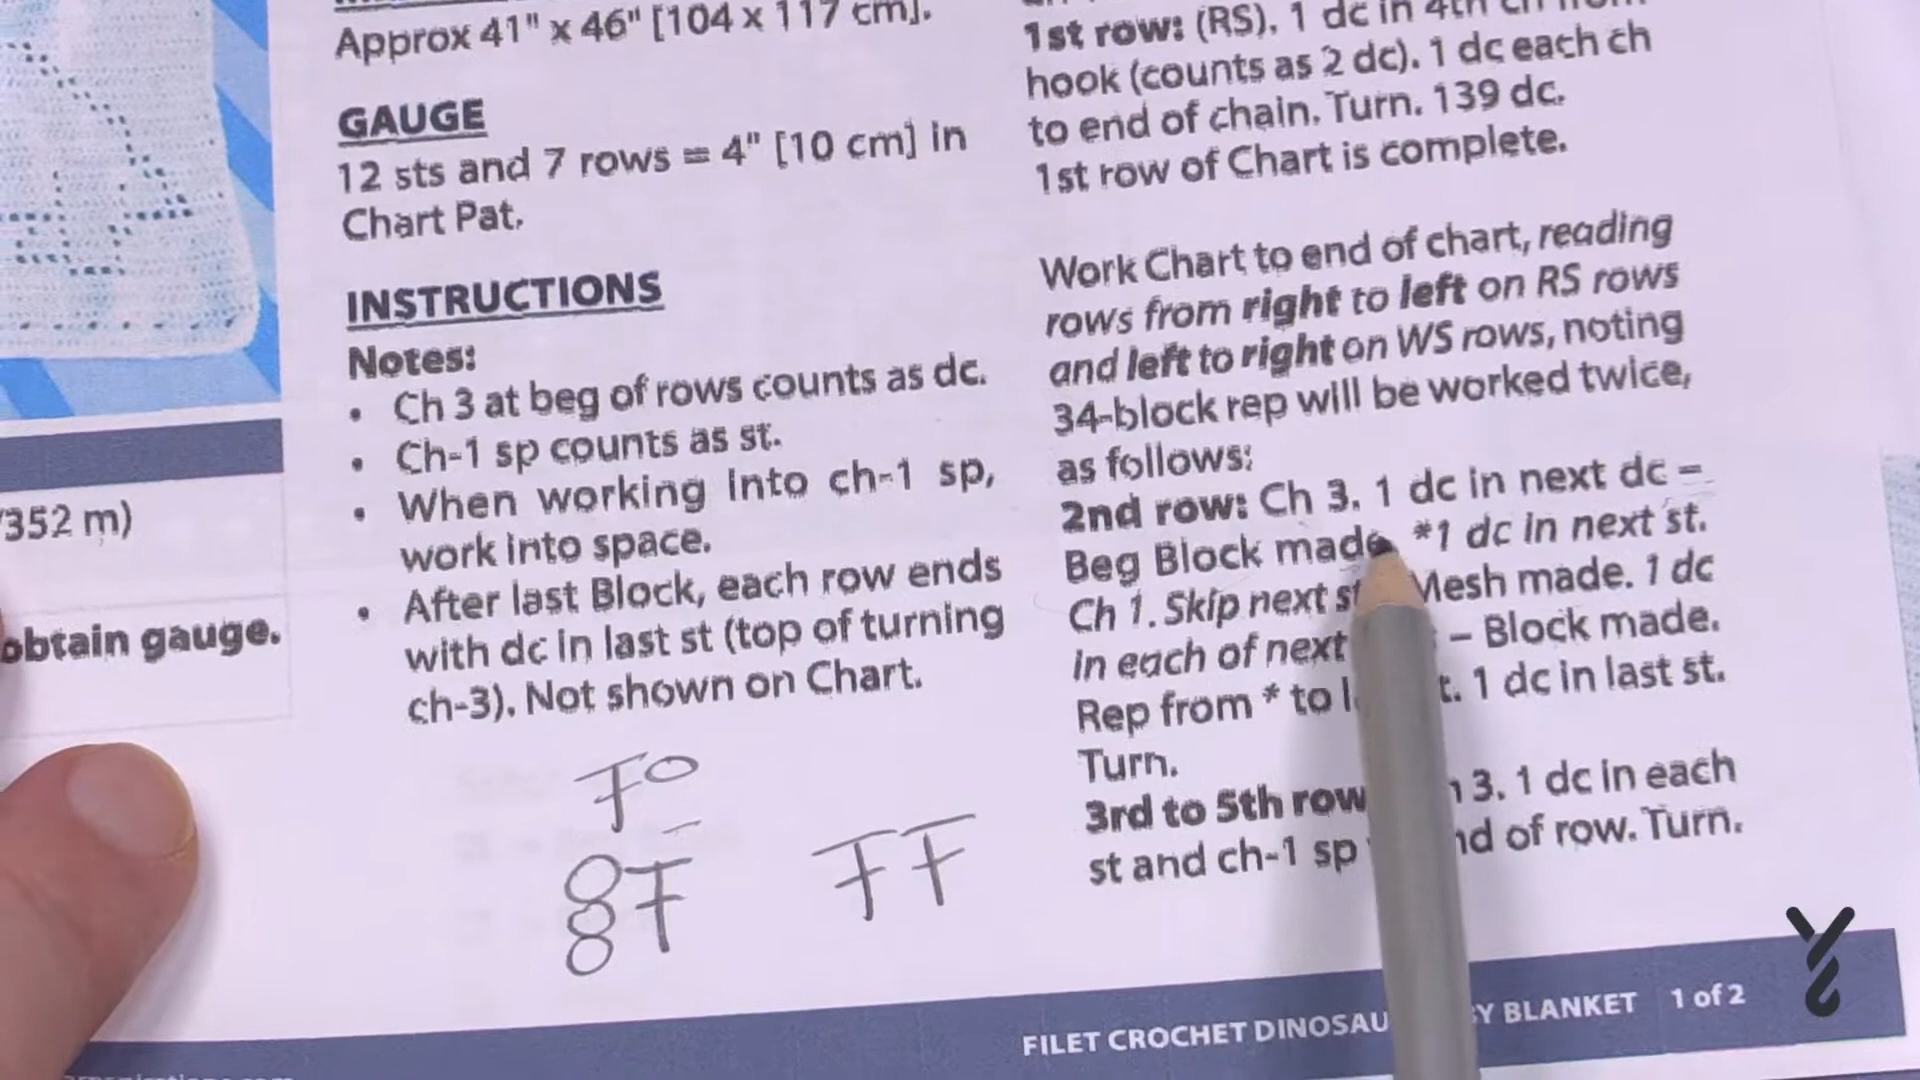 Approx 41" x 46" [104 x 117 cm].
GAUGE
12 sts and 7 rows = 4" [10 cm] in
Chart Pat.
INSTRUCTIONS
Notes:
• Ch 3 at beg of rows counts as dc.
• Ch-1 sp counts as st.
• When working into ch-1 sp,
work into space.
• After last Block, each row ends
with dc in last st (top of turning
ch-3). Not shown on Chart.
352 m)
obtain gauge.
1st row: (RS). 1 dc in 4th ch from
hook (counts as 2 dc). 1 dc each ch
to end of chain. Turn. 139 dc.
1st row of Chart is complete.
Work Chart to end of chart, reading
rows from right to left on RS rows
and left to right on WS rows, noting
34-block rep will be worked twice,
as follows:
2nd row: Ch 3. 1 dc in next dc –
Beg Block made. *1 dc in next st.
Ch 1. Skip next st Mesh made. 1 dc
in each of next – Block made.
Rep from * to t. 1 dc in last st.
Turn.
3rd to 5th row 3. 1 dc in each
st and ch-1 sp nd of row. Turn.
FILET CROCHET DINOSAU Y BLANKET 1 of 2